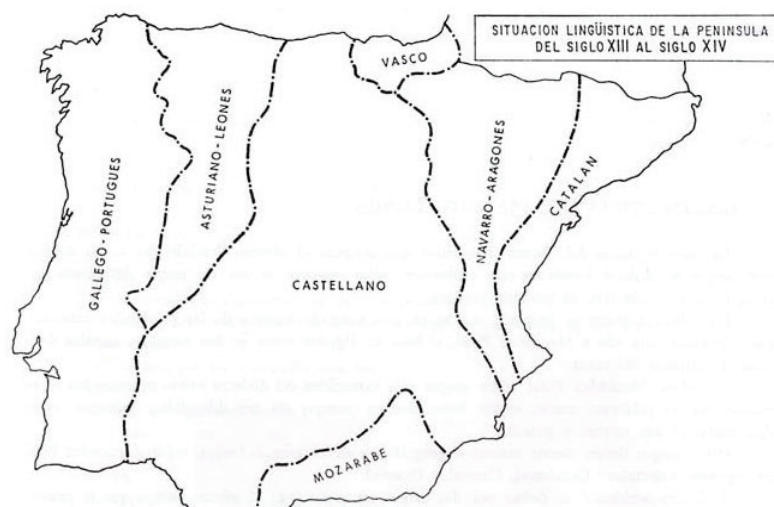 SITUACION LINGÜISTICA DE LA PENINSULA
DEL SIGLO XIII AL SIGLO XIV
VASCO
GALLEGO-PORTUGUES
ASTURIANO-LEONES
CASTELLANO
NAVARRO-ARAGONES
CATALAN
MOZARABE